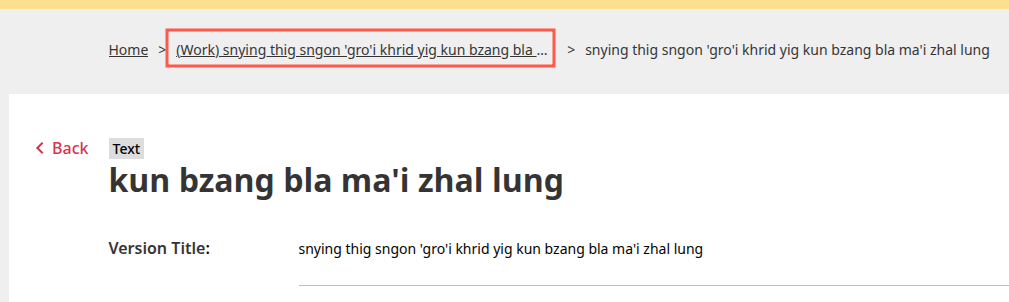 Home > (Work) snying thig sngon 'gro'i khrid yig kun bzang bla ... > snying thig sngon 'gro'i khrid yig kun bzang bla ma'i zhal lung
< Back Text
kun bzang bla ma'i zhal lung
Version Title: snying thig sngon 'gro'i khrid yig kun bzang bla ma'i zhal lung